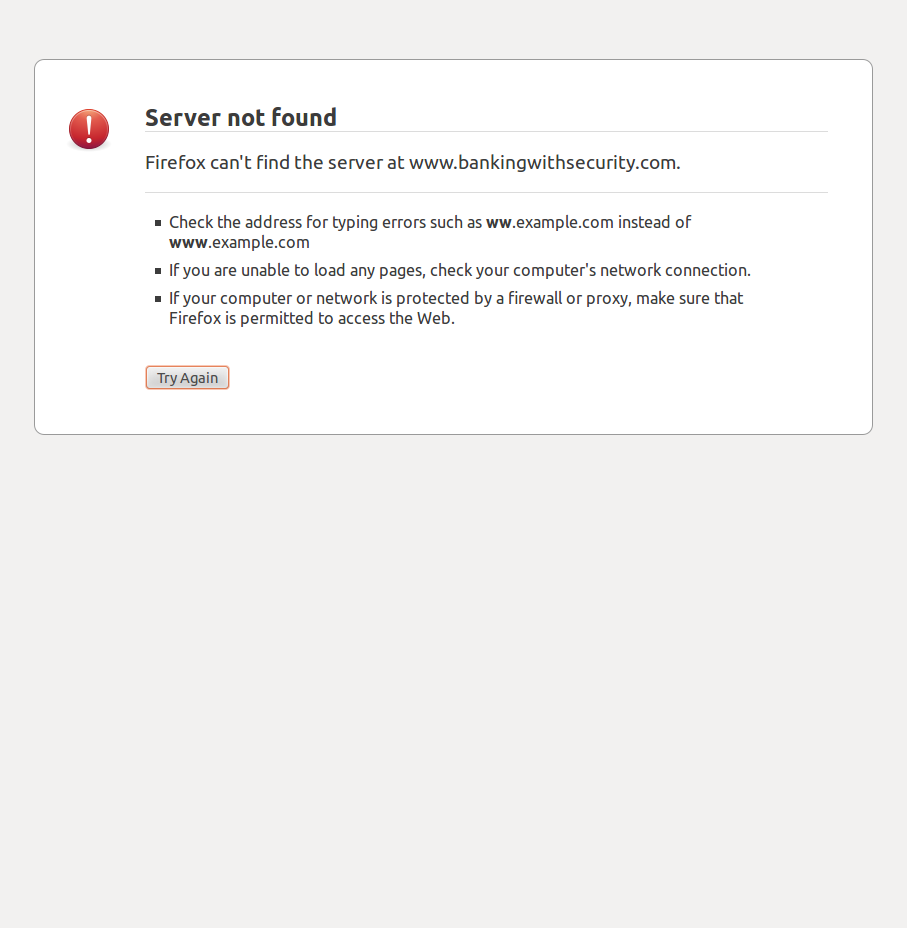 Server not found
Firefox can't find the server at www.bankingwithsecurity.com.
Check the address for typing errors such as ww.example.com instead of
www.example.com
If you are unable to load any pages, check your computer's network connection.
If your computer or network is protected by a firewall or proxy, make sure that
Firefox is permitted to access the Web.
Try Again